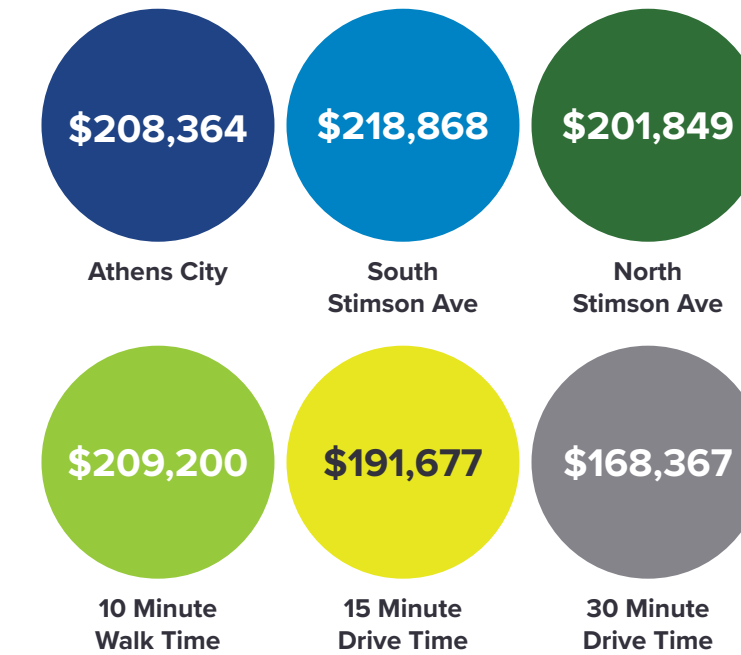 $208,364
$218,868
$201,849
Athens City
South
Stimson Ave
North
Stimson Ave
$209,200
$191,677
$168,367
10 Minute
Walk Time
15 Minute
Drive Time
30 Minute
Drive Time